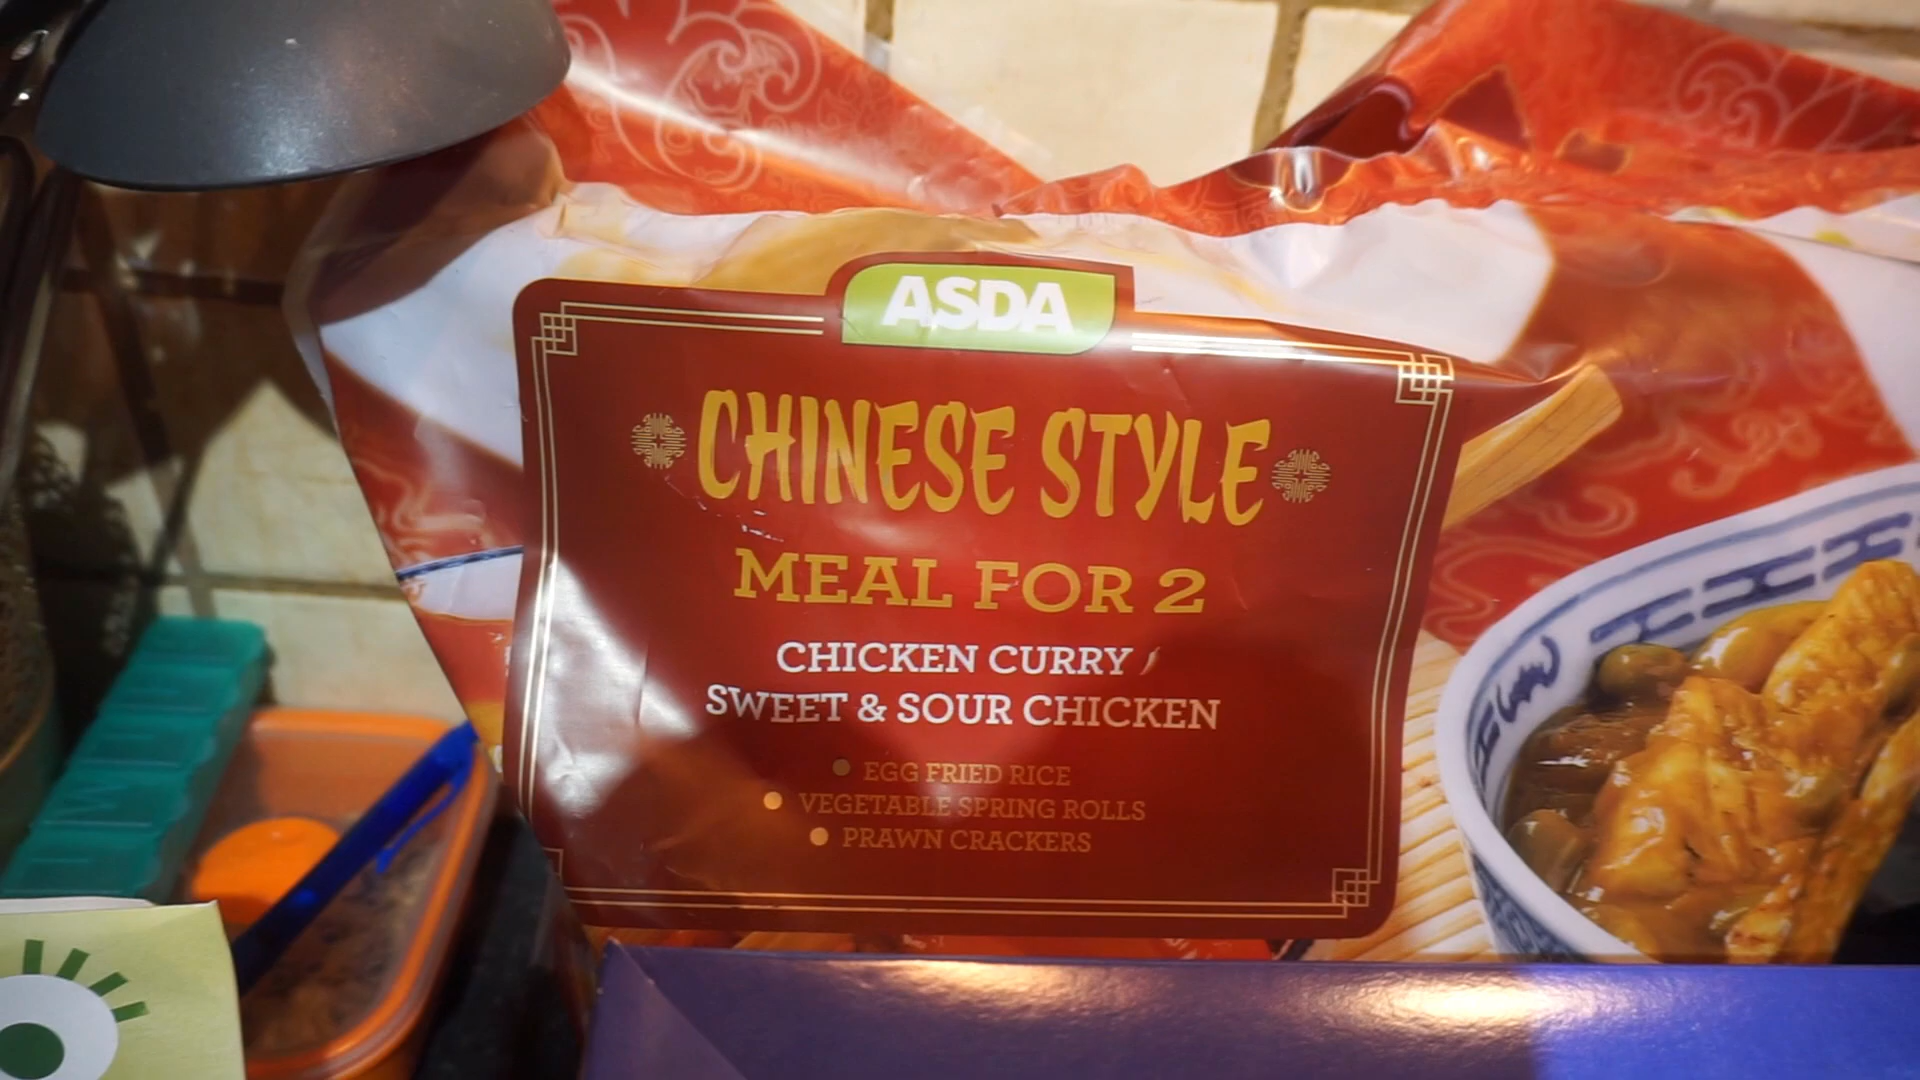 ASDA
CHINESE STYLE
MEAL FOR 2
CHICKEN CURRY
SWEET & SOUR CHICKEN
• EGG FRIED RICE
• VEGETABLE SPRING ROLLS
• PRAWN CRACKERS